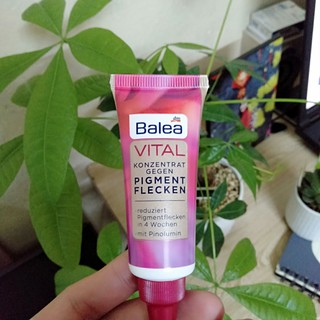 Balea
VITAL
KONZENTRAT
GEGEN
PIGMENT
FLECKEN
reduziert
Pigmentflecken
in 4 Wochen
mit Pinolumin